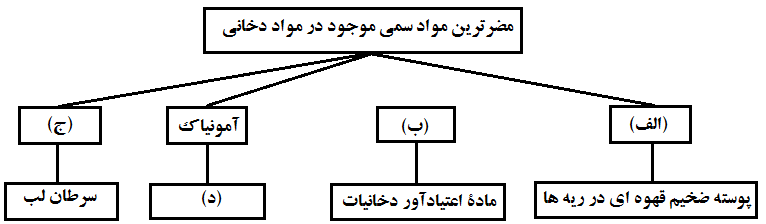 مضرترین مواد سمی موجود در مواد دخانی
(الف)
(ب)
آمونیاک
(ج)
پوسته ضخیم قهوه ای در ریه ها
مادۀ اعتیادآور دخانیات
(د)
سرطان لب